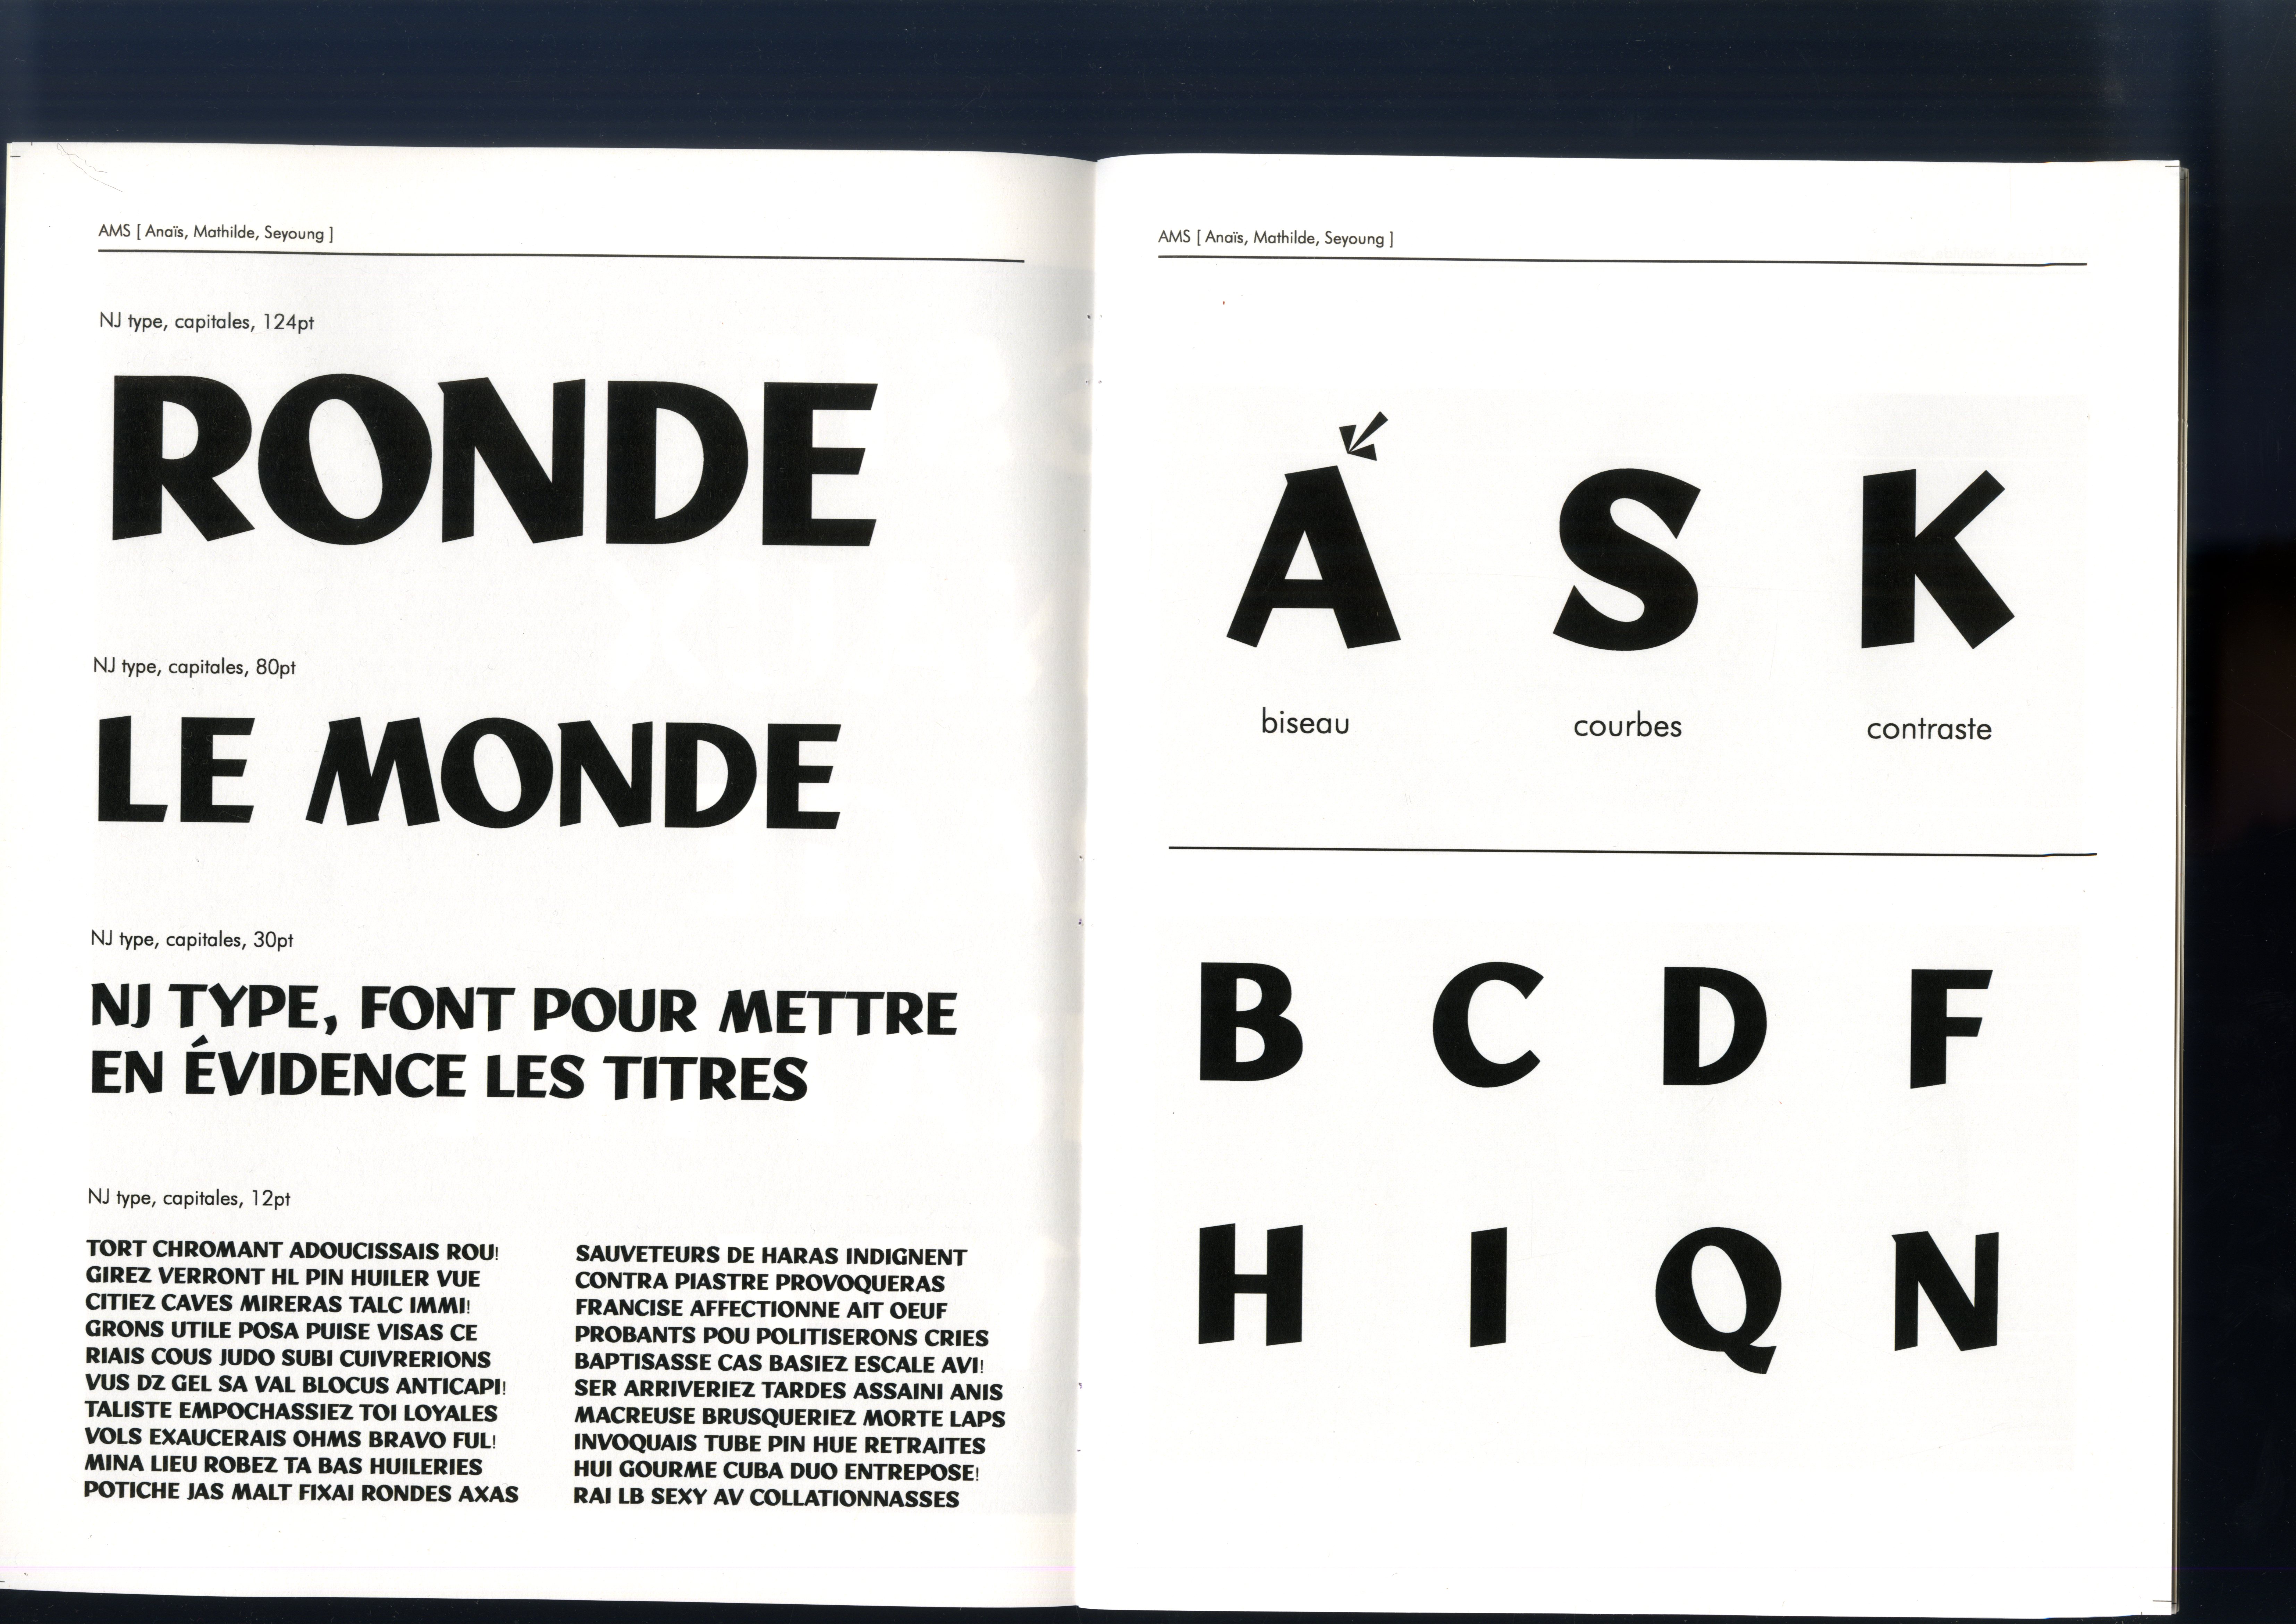 AMS [ Anaïs, Mathilde, Seyoung ]
NJ type, capitales, 124pt
RONDE
NJ type, capitales, 80pt
LE MONDE
NJ type, capitales, 30pt
NJ TYPE, FONT POUR METTRE
EN ÉVIDENCE LES TITRES
NJ type, capitales, 12pt
TORT CHROMANT ADOUCISSAIS ROU!
GIREZ VERRONT HL PIN HUILER VUE
CITIEZ CAVES MIRERAS TALC IMMI!
GRONS UTILE POSA PUISE VISAS CE
RIAIS COUS JUDO SUBI CUIVRERIONS
VUS DZ GEL SA VAL BLOCUS ANTICAPI!
TALISTE EMPOCHASSIEZ TOI LOYALES
VOLS EXAUCERAIS OHMS BRAVO FUL!
MINA LIEU ROBEZ TA BAS HUILERIES
POTICHE JAS MALT FIXAI RONDES AXAS
SAUVETEURS DE HARAS INDIGNENT
CONTRA PIASTRE PROVOQUERAS
FRANCISE AFFECTIONNE AIT OEUF
PROBANTS POU POLITISERONS CRIES
BAPTISASSE CAS BASIEZ ESCALE AVI!
SER ARRIVERIEZ TARDES ASSAINI ANIS
MACREUSE BRUSQUERIEZ MORTE LAPS
INVOQUAIS TUBE PIN HUE RETRAITES
HUI GOURME CUBA DUO ENTREPOSE!
RAI LB SEXY AV COLLATIONNASSES
AMS [ Anaïs, Mathilde, Seyoung ]
A S K
biseau courbes contraste
B C D F
H I Q N